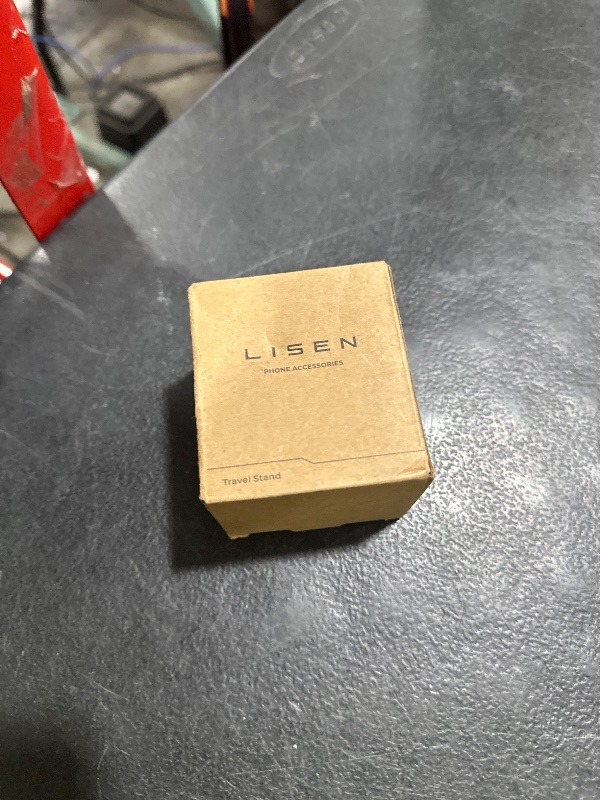 LISEN
PHONE ACCESSORIES
Travel Stand